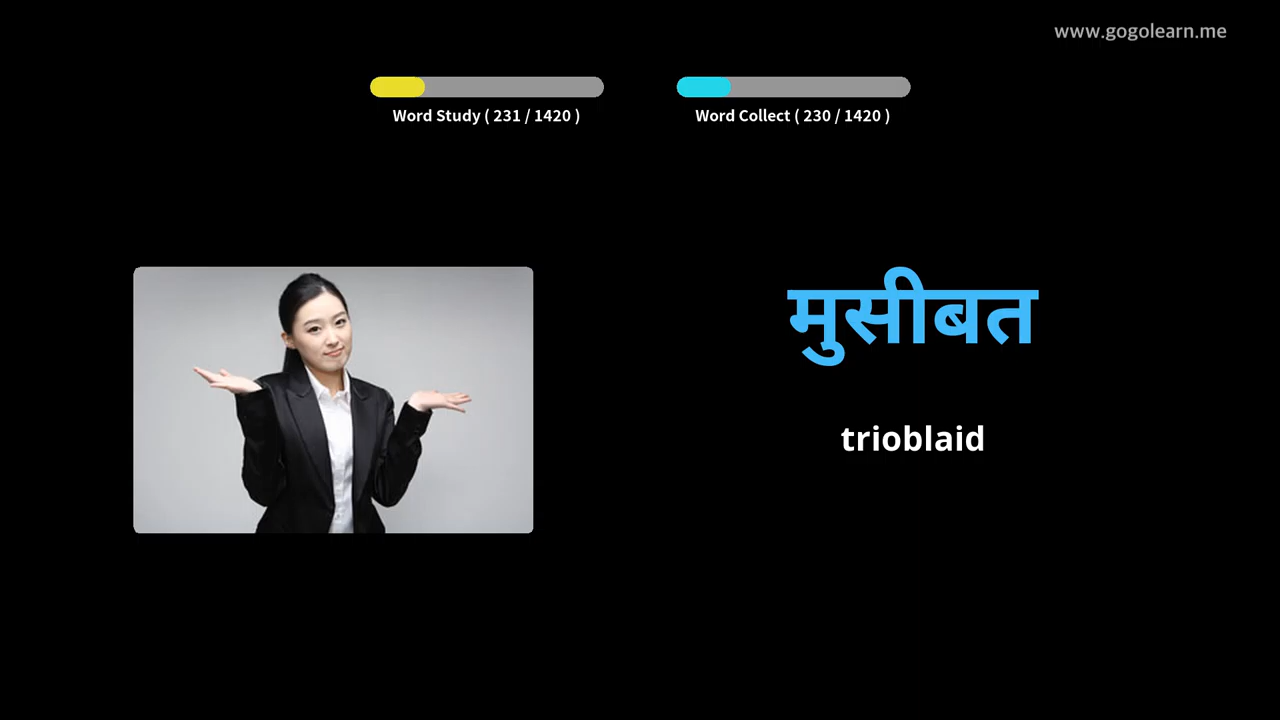 www.gogolearn.me
Word Study ( 231 / 1420 )
Word Collect ( 230 / 1420 )
मुसीबत
trioblaid